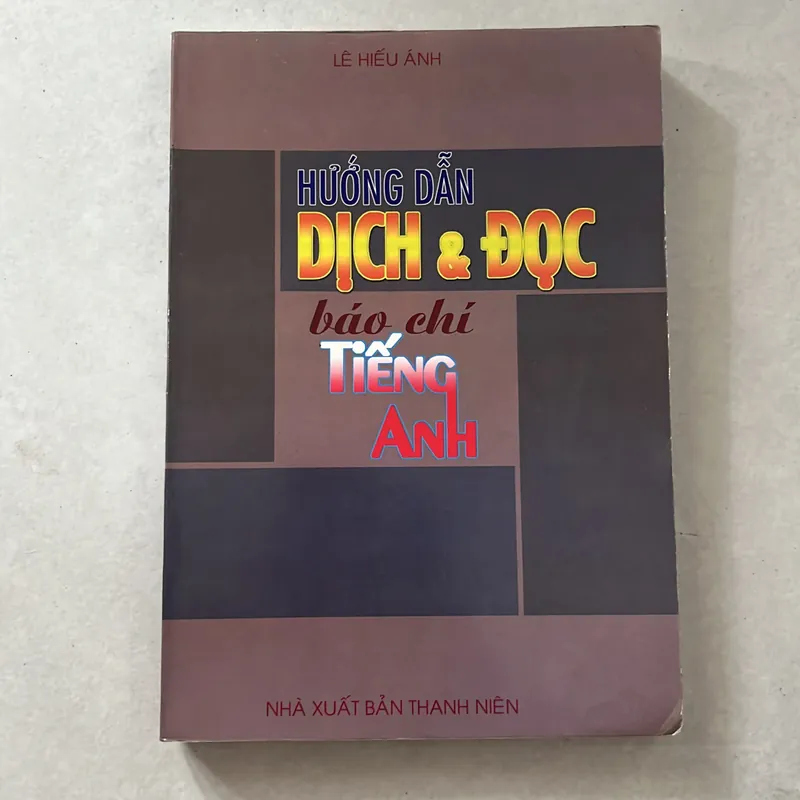 LÊ HIẾU ÁNH
HƯỚNG DẪN
DỊCH & ĐỌC
báo chí
TIẾNG
ANH
NHÀ XUẤT BẢN THANH NIÊN